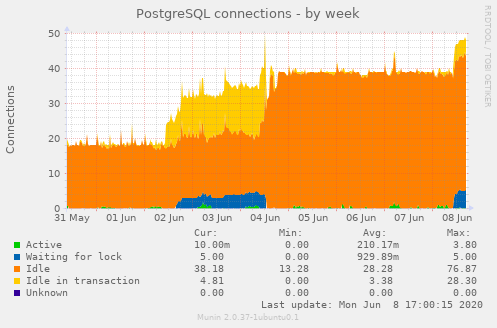 PostgreSQL connections - by week
RRDTOOL / TOBI OETIKER
Connections
50
40
30
20
10
0
31 May 01 Jun 02 Jun 03 Jun 04 Jun 05 Jun 06 Jun 07 Jun 08 Jun
Cur: Min: Avg: Max:
Active 10.00m 0.00 210.17m 3.80
Waiting for lock 5.00 0.00 929.89m 5.00
Idle 38.18 13.28 28.28 76.87
Idle in transaction 4.81 0.00 3.38 28.30
Unknown 0.00 0.00 0.00 0.00
Last update: Mon Jun 8 17:00:15 2020
Munin 2.0.37-1ubuntu0.1